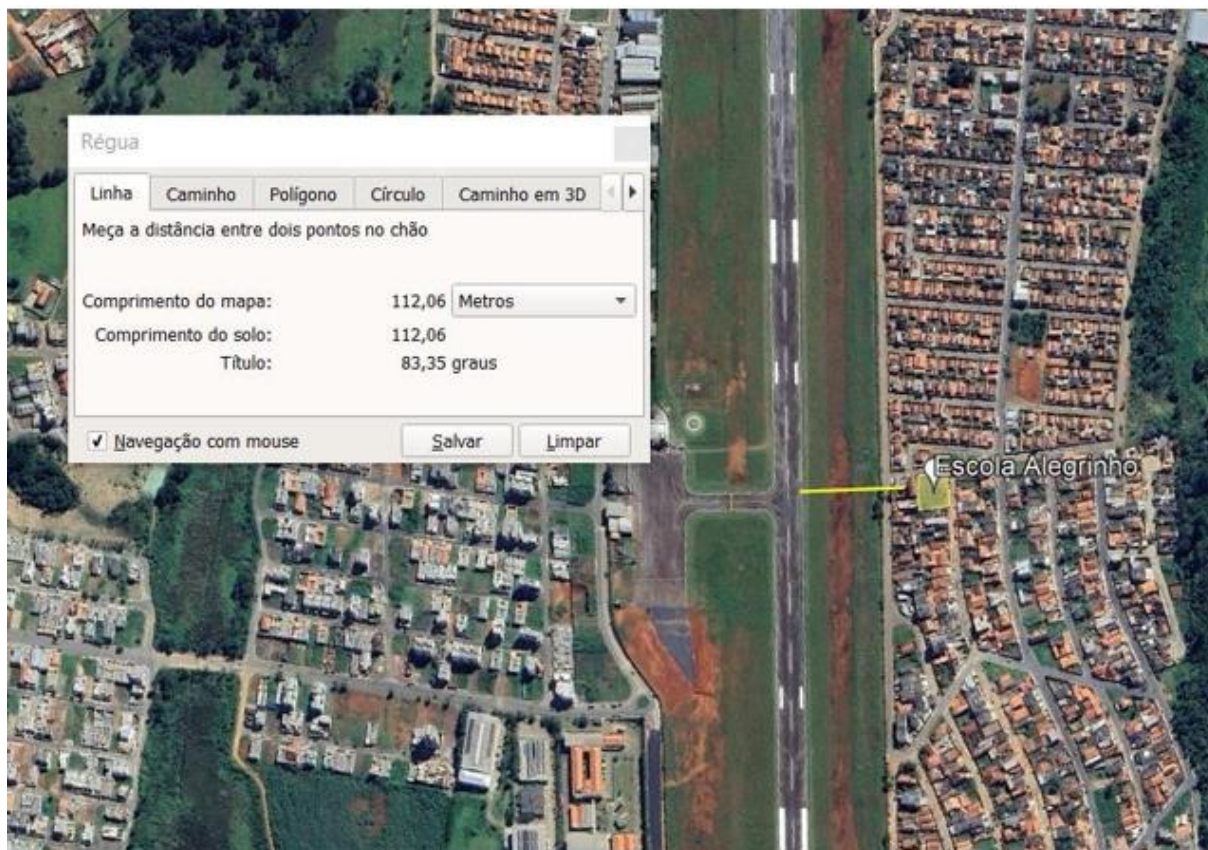 Régua
Linha Caminho Polígono Círculo Caminho em 3D
Meça a distância entre dois pontos no chão
Comprimento do mapa: 112,06 Metros
Comprimento do solo: 112,06
Título: 83,35 graus
Navegação com mouse Salvar Limpar
Escola Alegrinho